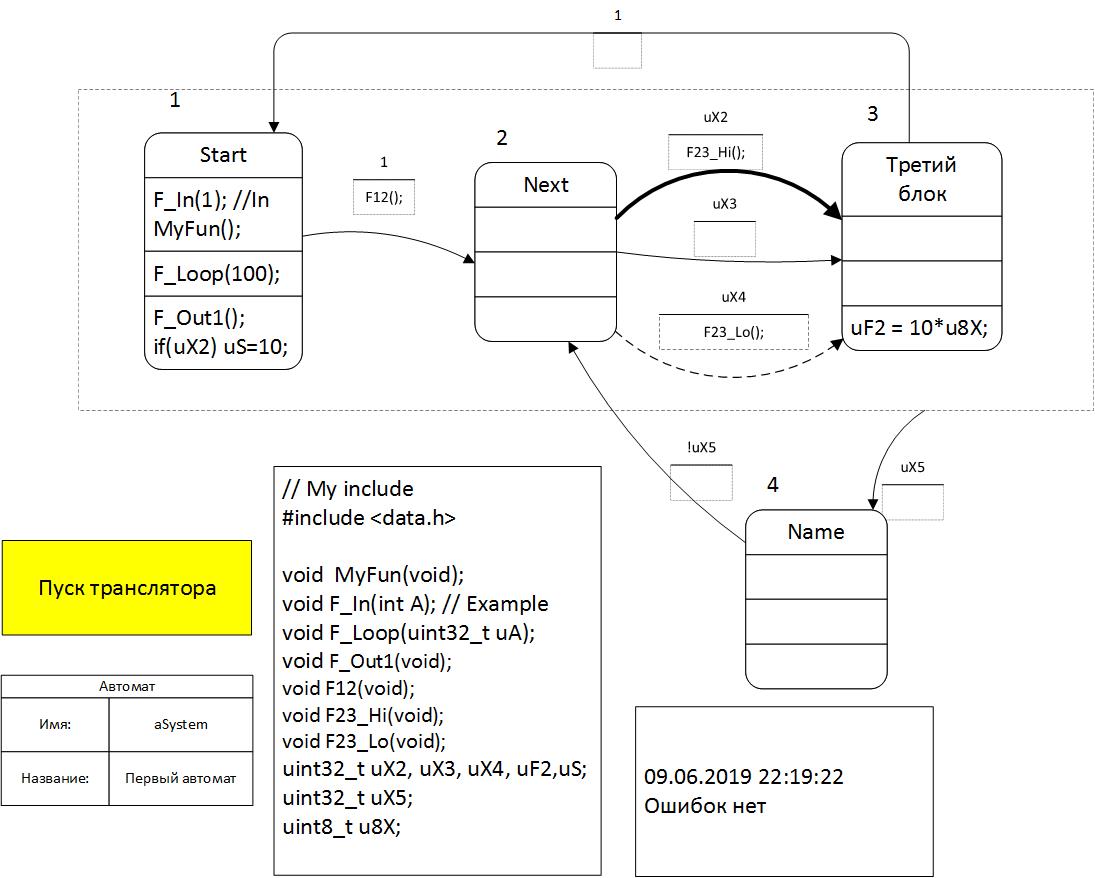 1
1
Start
F_In(1); //In
MyFun();
F_Loop(100);
F_Out1();
if(uX2) uS=10;
1
F12();
2
Next
uX2
F23_Hi();
uX3
uX4
F23_Lo();
3
Третий
блок
uF2 = 10*u8X;
!uX5
uX5
4
Name
Пуск транслятора
Автомат
Имя: aSystem
Название: Первый автомат
// My include
#include <data.h>
void  MyFun(void);
void F_In(int A); // Example
void F_Loop(uint32_t uA);
void F_Out1(void);
void F12(void);
void F23_Hi(void);
void F23_Lo(void);
uint32_t uX2, uX3, uX4, uF2,uS;
uint32_t uX5;
uint8_t u8X;
09.06.2019 22:19:22
Ошибок нет